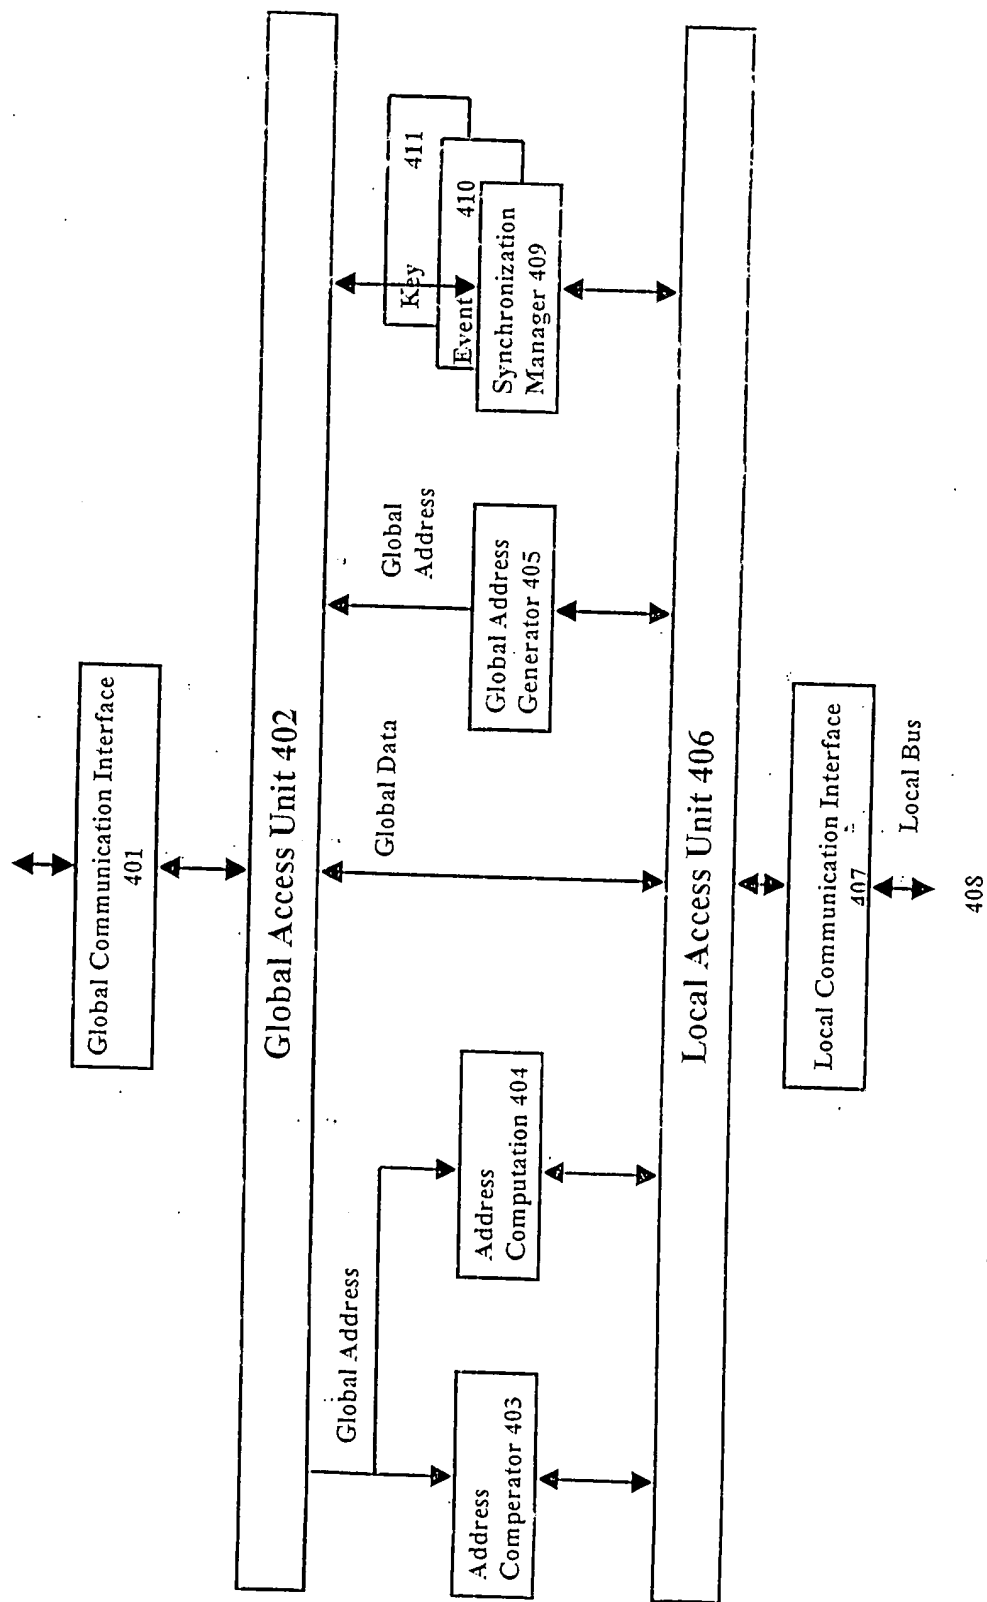 Global Communication Interface
401
Global Access Unit 402
Global Address
Global Data
Global
Address
Key 411
Event 410
Address
Comperator 403
Address
Computation 404
Global Address
Generator 405
Synchronization
Manager 409
Local Access Unit 406
Local Communication Interface
407
Local Bus
408